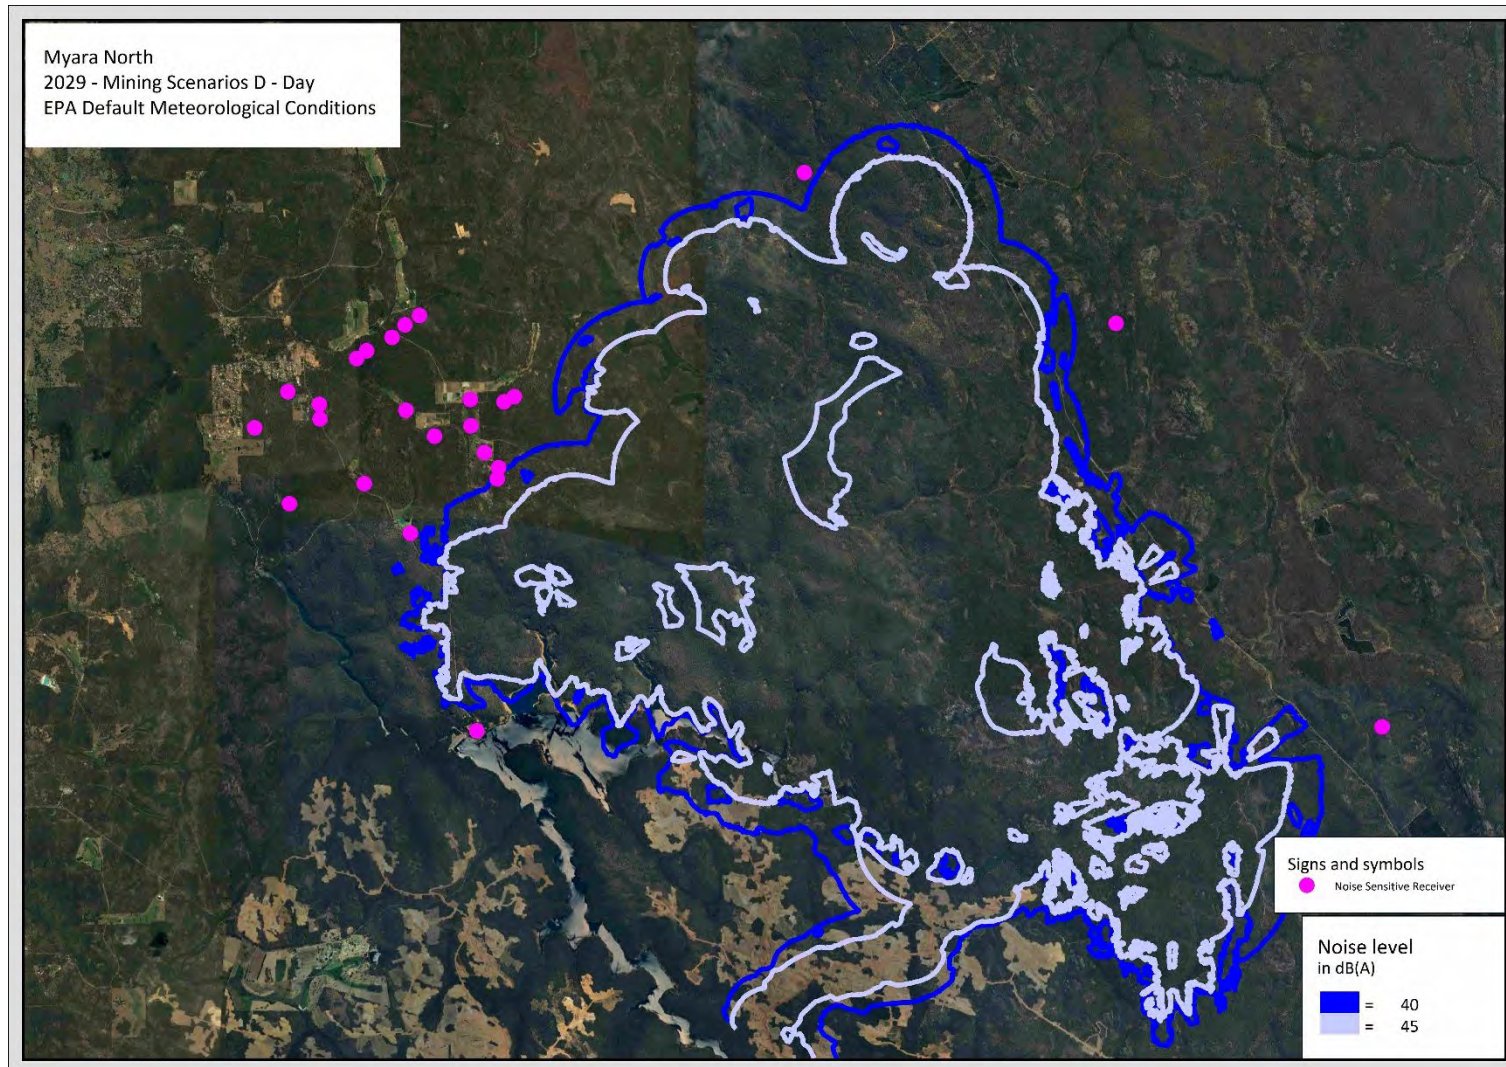 Myara North
2029 - Mining Scenarios D - Day
EPA Default Meteorological Conditions
Signs and symbols
Noise Sensitive Receiver
Noise level
in dB(A)
= 40
= 45